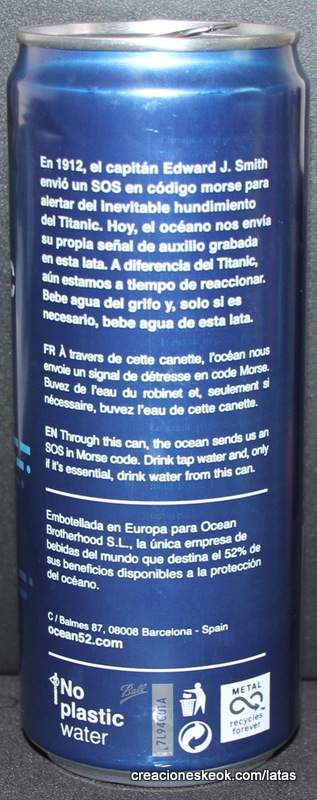 En 1912, el capitán Edward J. Smith
envió un SOS en código morse para
alertar del inevitable hundimiento
del Titanic. Hoy, el océano nos envía
su propia señal de auxilio grabada
en esta lata. A diferencia del Titanic,
aún estamos a tiempo de reaccionar.
Bebe agua del grifo y, solo si es
necesario, bebe agua de esta lata.
FR À travers de cette canette, l'océan nous
envoie un signal de détresse en code Morse.
Buvez de l'eau du robinet et, seulement si
nécessaire, buvez l'eau de cette canette.
EN Through this can, the ocean sends us an
SOS in Morse code. Drink tap water and, only
if it's essential, drink water from this can.
Embotellada en Europa para Ocean
Brotherhood S.L., la única empresa de
bebidas del mundo que destina el 52% de
sus beneficios disponibles a la protección
del océano.
C / Balmes 87, 08008 Barcelona - Spain
ocean52.com
No
plastic
water
Ball
METAL
recycles
forever
creacioneskeok.com/latas